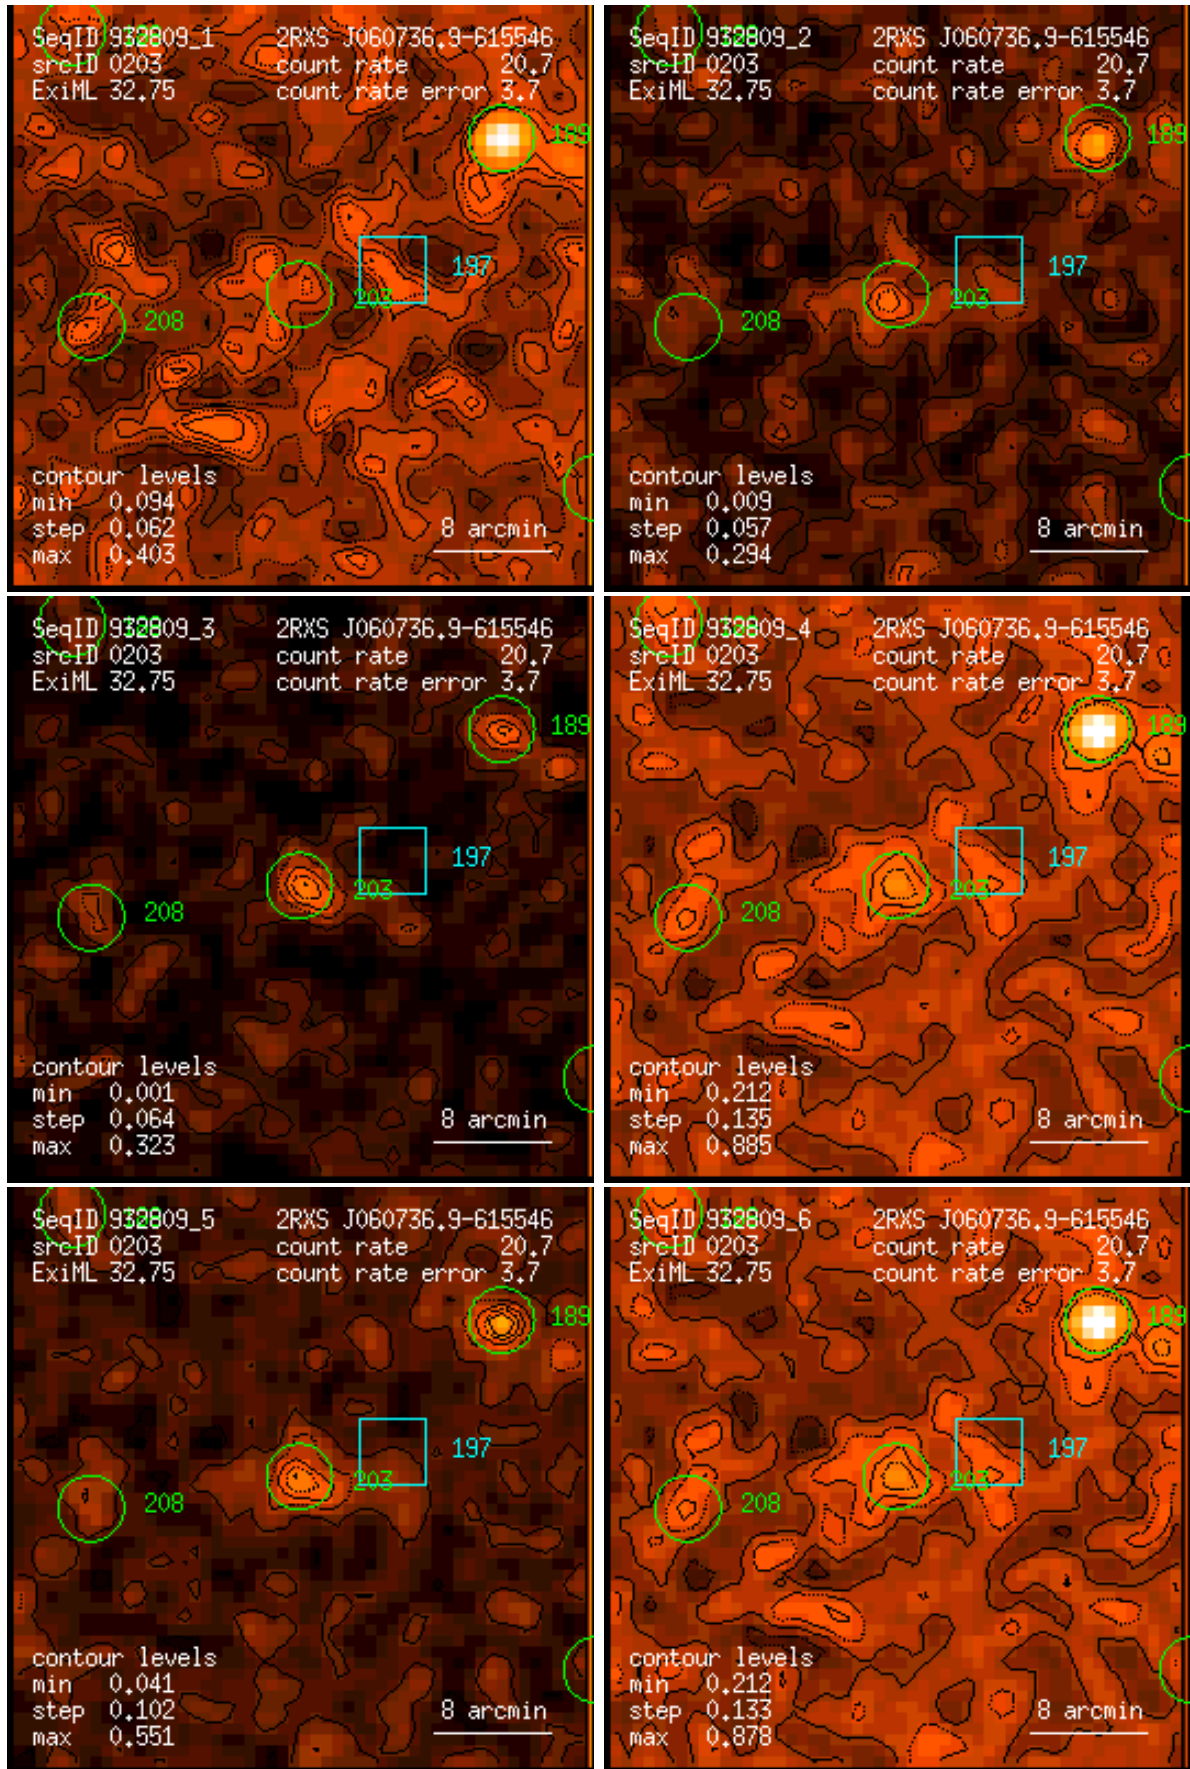 SeqID 932809_1 2RXS J060736.9-615546
srcID 0203 count rate 20.7
ExiML 32.75 count rate error 3.7
189
197
203
208
contour levels
min 0.094
step 0.062 8 arcmin
max 0.403
SeqID 932809_2 2RXS J060736.9-615546
srcID 0203 count rate 20.7
ExiML 32.75 count rate error 3.7
189
197
203
208
contour levels
min 0.009
step 0.057 8 arcmin
max 0.294
SeqID 932809_3 2RXS J060736.9-615546
srcID 0203 count rate 20.7
ExiML 32.75 count rate error 3.7
189
197
203
208
contour levels
min 0.001
step 0.064 8 arcmin
max 0.323
SeqID 932809_4 2RXS J060736.9-615546
srcID 0203 count rate 20.7
ExiML 32.75 count rate error 3.7
189
197
203
208
contour levels
min 0.212
step 0.135 8 arcmin
max 0.885
SeqID 932809_5 2RXS J060736.9-615546
srcID 0203 count rate 20.7
ExiML 32.75 count rate error 3.7
189
197
203
208
contour levels
min 0.041
step 0.102 8 arcmin
max 0.551
SeqID 932809_6 2RXS J060736.9-615546
srcID 0203 count rate 20.7
ExiML 32.75 count rate error 3.7
189
197
203
208
contour levels
min 0.212
step 0.133 8 arcmin
max 0.878